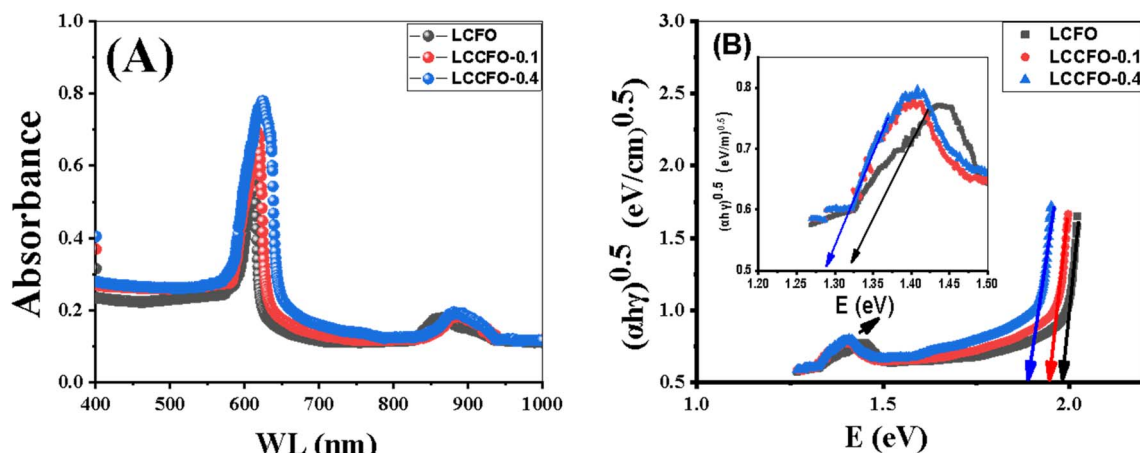 (A)
LCFO
LCCFO-0.1
LCCFO-0.4
1.0
0.8
0.6
0.4
0.2
0.0
Absorbance
400 500 600 700 800 900 1000
WL (nm)
(B)
LCFO
LCCFO-0.1
LCCFO-0.4
3.0
2.5
2.0
1.5
1.0
0.5
(αhγ)^0.5 (eV/cm)^0.5
1.0 1.5 2.0
E (eV)
0.9
0.8
0.7
0.6
0.5
(αhγ)^0.5 (eV/m)^0.5
1.20 1.25 1.30 1.35 1.40 1.45 1.50
E (eV)